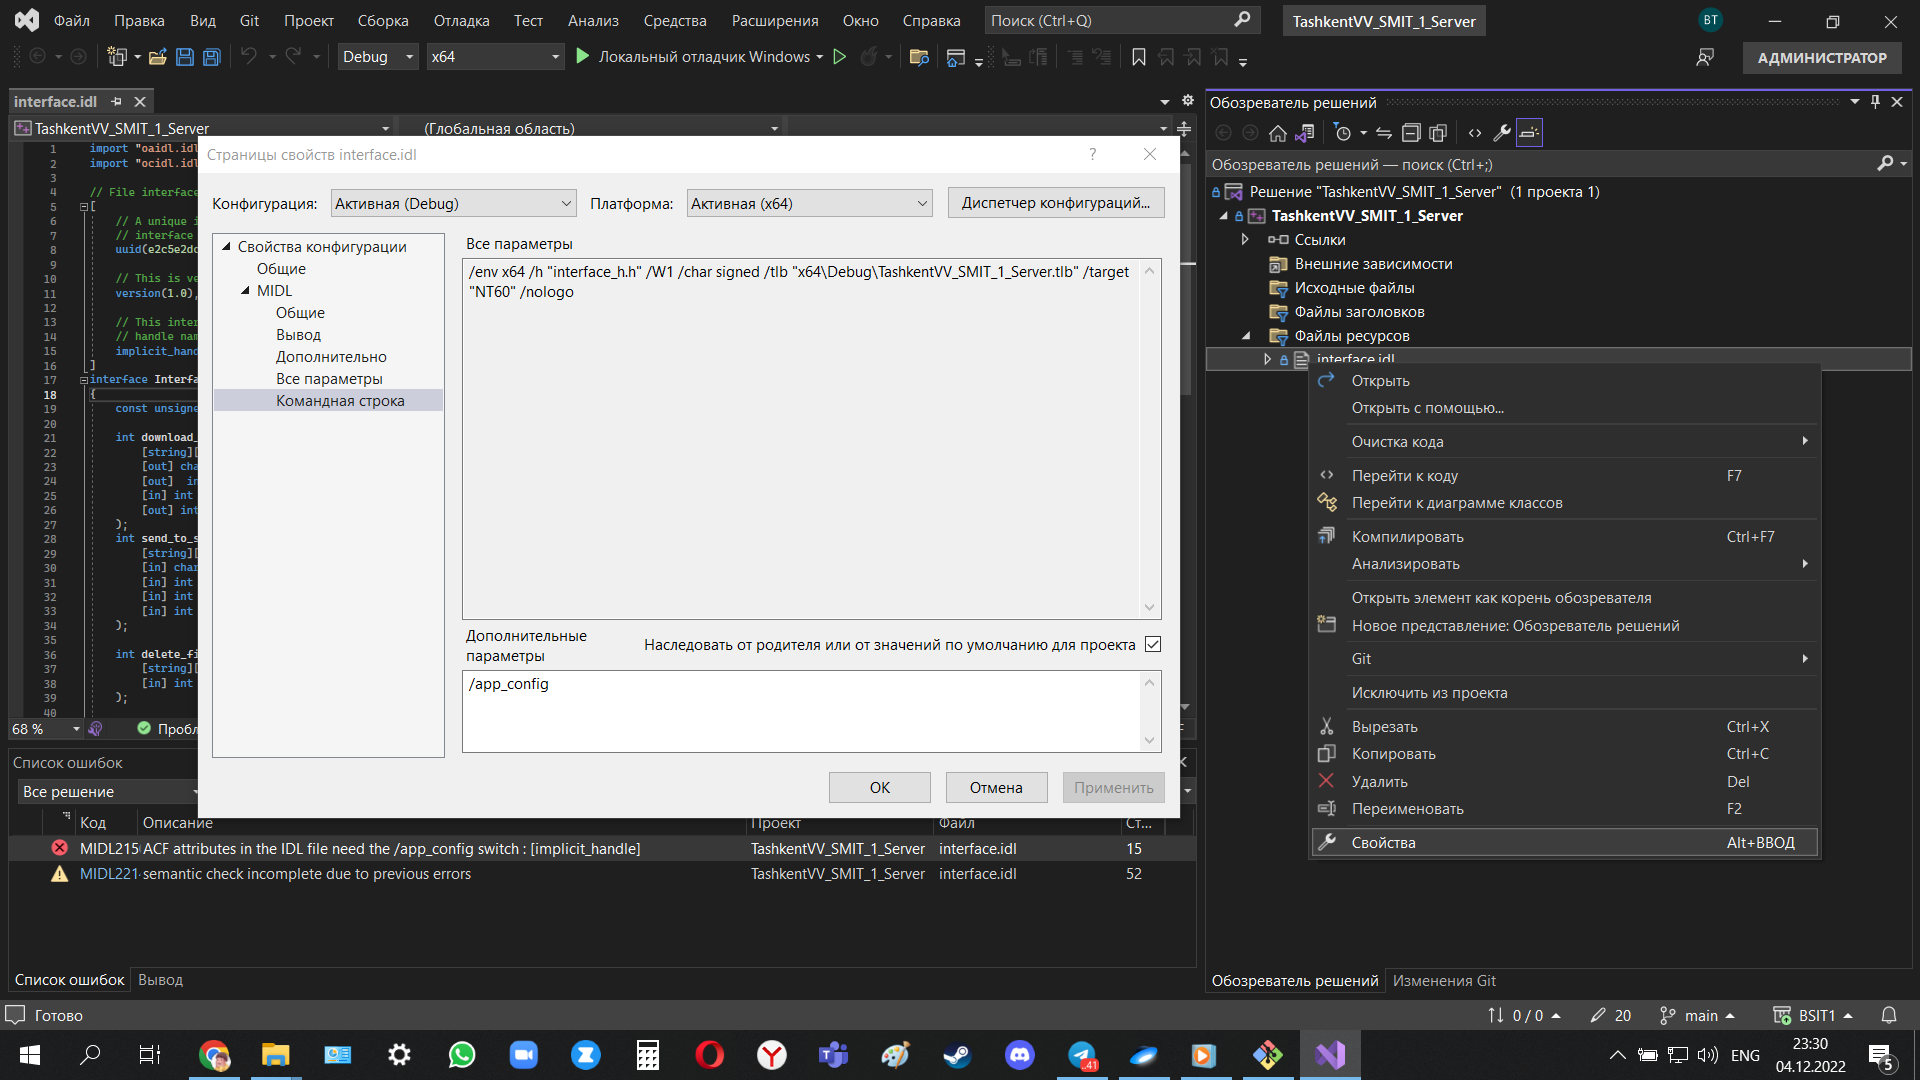 Файл Правка Вид Git Проект Сборка Отладка Тест Анализ Средства Расширения Окно Справка Поиск (Ctrl+Q) TashkentVV_SMIT_1_Server ВТ
Debug x64 Локальный отладчик Windows АДМИНИСТРАТОР
interface.idl
TashkentVV_SMIT_1_Server (Глобальная область)
1 import "oaidl.idl
2 import "ocidl.idl
3
4 // File interface
5 [
6 // A unique i
7 // interface
8 uuid(e2c5e2dc
9
10 // This is ve
11 version(1.0),
12
13 // This inter
14 // handle nam
15 implicit_hand
16 ]
17 interface Interfa
18 {
19 const unsigne
20
21 int download_
22 [string][
23 [out] cha
24 [out] in
25 [in] int
26 [out] int
27 );
28 int send_to_s
29 [string][
30 [in] char
31 [in] int
32 [in] int
33 [in] int
34 );
35
36 int delete_fi
37 [string][
38 [in] int
39 );
40
68 % Пробл
Страницы свойств interface.idl ?
Конфигурация: Активная (Debug) Платформа: Активная (x64) Диспетчер конфигураций...
Свойства конфигурации
Общие
MIDL
Общие
Вывод
Дополнительно
Все параметры
Командная строка
Все параметры
/env x64 /h "interface_h.h" /W1 /char signed /tlb "x64\Debug\TashkentVV_SMIT_1_Server.tlb" /target
"NT60" /nologo
Дополнительные
параметры
Наследовать от родителя или от значений по умолчанию для проекта
/app_config
ОК Отмена Применить
Список ошибок
Все решение
Код Описание Проект Файл Ст...
MIDL215 ACF attributes in the IDL file need the /app_config switch : [implicit_handle] TashkentVV_SMIT_1_Server interface.idl 15
MIDL221 semantic check incomplete due to previous errors TashkentVV_SMIT_1_Server interface.idl 52
Список ошибок Вывод
Обозреватель решений
Обозреватель решений — поиск (Ctrl+;)
Решение "TashkentVV_SMIT_1_Server" (1 проекта 1)
TashkentVV_SMIT_1_Server
Ссылки
Внешние зависимости
Исходные файлы
Файлы заголовков
Файлы ресурсов
interface.idl
Открыть
Открыть с помощью...
Очистка кода
Перейти к коду F7
Перейти к диаграмме классов
Компилировать Ctrl+F7
Анализировать
Открыть элемент как корень обозревателя
Новое представление: Обозреватель решений
Git
Исключить из проекта
Вырезать Ctrl+X
Копировать Ctrl+C
Удалить Del
Переименовать F2
Свойства Alt+ВВОД
Обозреватель решений Изменения Git
Готово 0 / 0 20 main BSIT1
41 ENG 23:30
04.12.2022 5